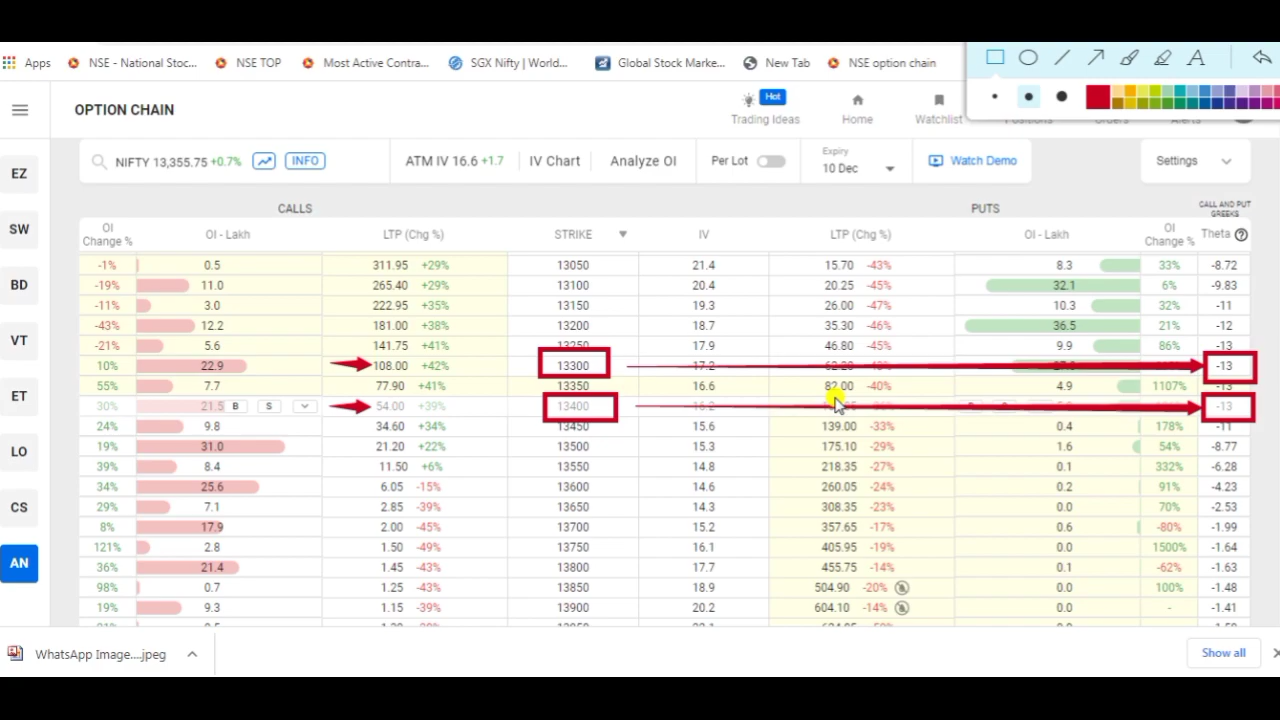 Apps NSE - National Stoc... NSE TOP Most Active Contra... SGX Nifty | World... Global Stock Marke... New Tab NSE option chain
A
OPTION CHAIN
Hot
Trading Ideas Home Watchlist Positions Orders Alerts
NIFTY 13,355.75 +0.7% INFO ATM IV 16.6 +1.7 IV Chart Analyze OI Per Lot Expiry 10 Dec Watch Demo Settings
EZ
SW
BD
VT
ET
LO
CS
AN
CALLS PUTS CALL AND PUT GREEKS
OI Change % OI - Lakh LTP (Chg %) STRIKE IV LTP (Chg %) OI - Lakh OI Change % Theta ?
-1% 0.5 311.95 +29% 13050 21.4 15.70 -43% 8.3 33% -8.72
-19% 11.0 265.40 +29% 13100 20.4 20.25 -45% 32.1 6% -9.83
-11% 3.0 222.95 +35% 13150 19.3 26.00 -47% 10.3 32% -11
-43% 12.2 181.00 +38% 13200 18.7 35.30 -46% 36.5 21% -12
-21% 5.6 141.75 +41% 13250 17.9 46.80 -45% 9.9 86% -13
10% 22.9 108.00 +42% 13300 17.2 -13
55% 7.7 77.90 +41% 13350 16.6 82.00 -40% 4.9 1107% -13
30% 21.5 B S 54.00 +39% 13400 16.2 -13
24% 9.8 34.60 +34% 13450 15.6 139.00 -33% 0.4 178% -11
19% 31.0 21.20 +22% 13500 15.3 175.10 -29% 1.6 54% -8.77
39% 8.4 11.50 +6% 13550 14.8 218.35 -27% 0.1 332% -6.28
34% 25.6 6.05 -15% 13600 14.6 260.05 -24% 0.2 91% -4.23
29% 7.1 2.85 -39% 13650 14.3 308.35 -23% 0.0 70% -2.53
8% 17.9 2.00 -45% 13700 15.2 357.65 -17% 0.6 -80% -1.99
121% 2.8 1.50 -49% 13750 16.1 405.95 -19% 0.0 1500% -1.64
36% 21.4 1.45 -43% 13800 17.7 455.75 -14% 0.1 -62% -1.63
98% 0.7 1.25 -43% 13850 18.9 504.90 -20% 0.0 100% -1.48
19% 9.3 1.15 -39% 13900 20.2 604.10 -14% 0.0 - -1.41
WhatsApp Image....jpeg Show all